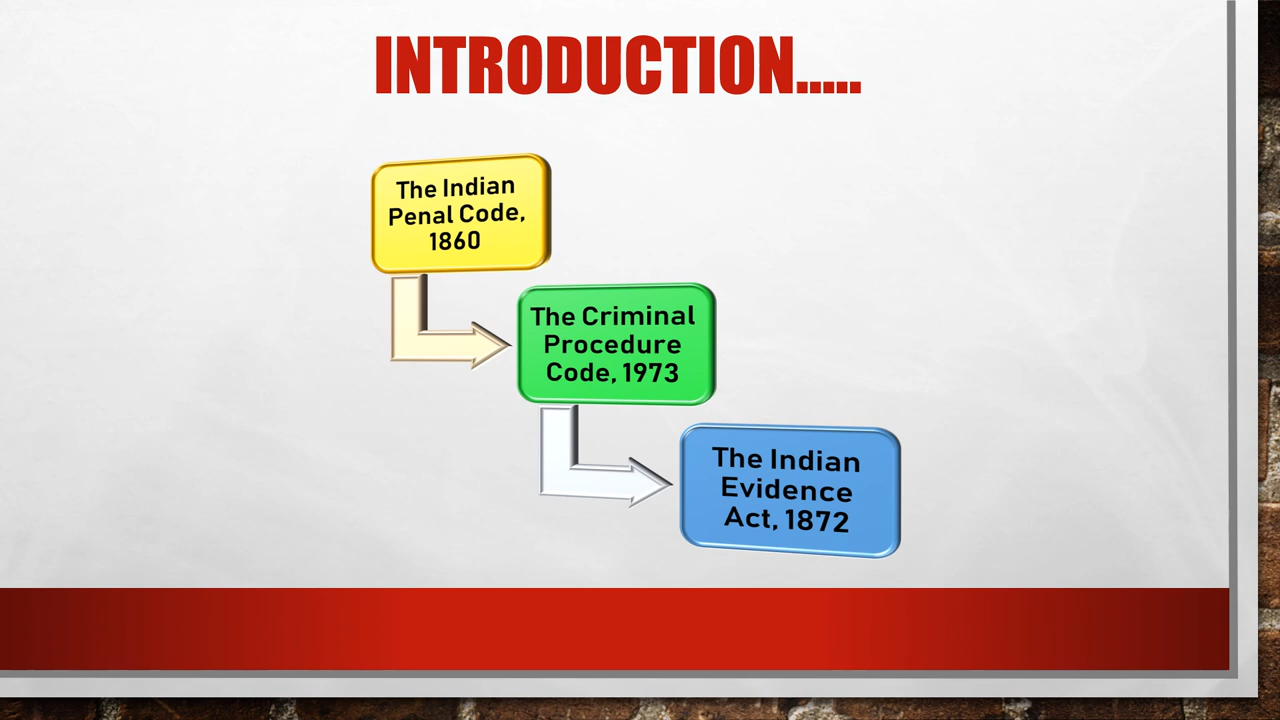 INTRODUCTION.....
The Indian
Penal Code,
1860
The Criminal
Procedure
Code, 1973
The Indian
Evidence
Act, 1872